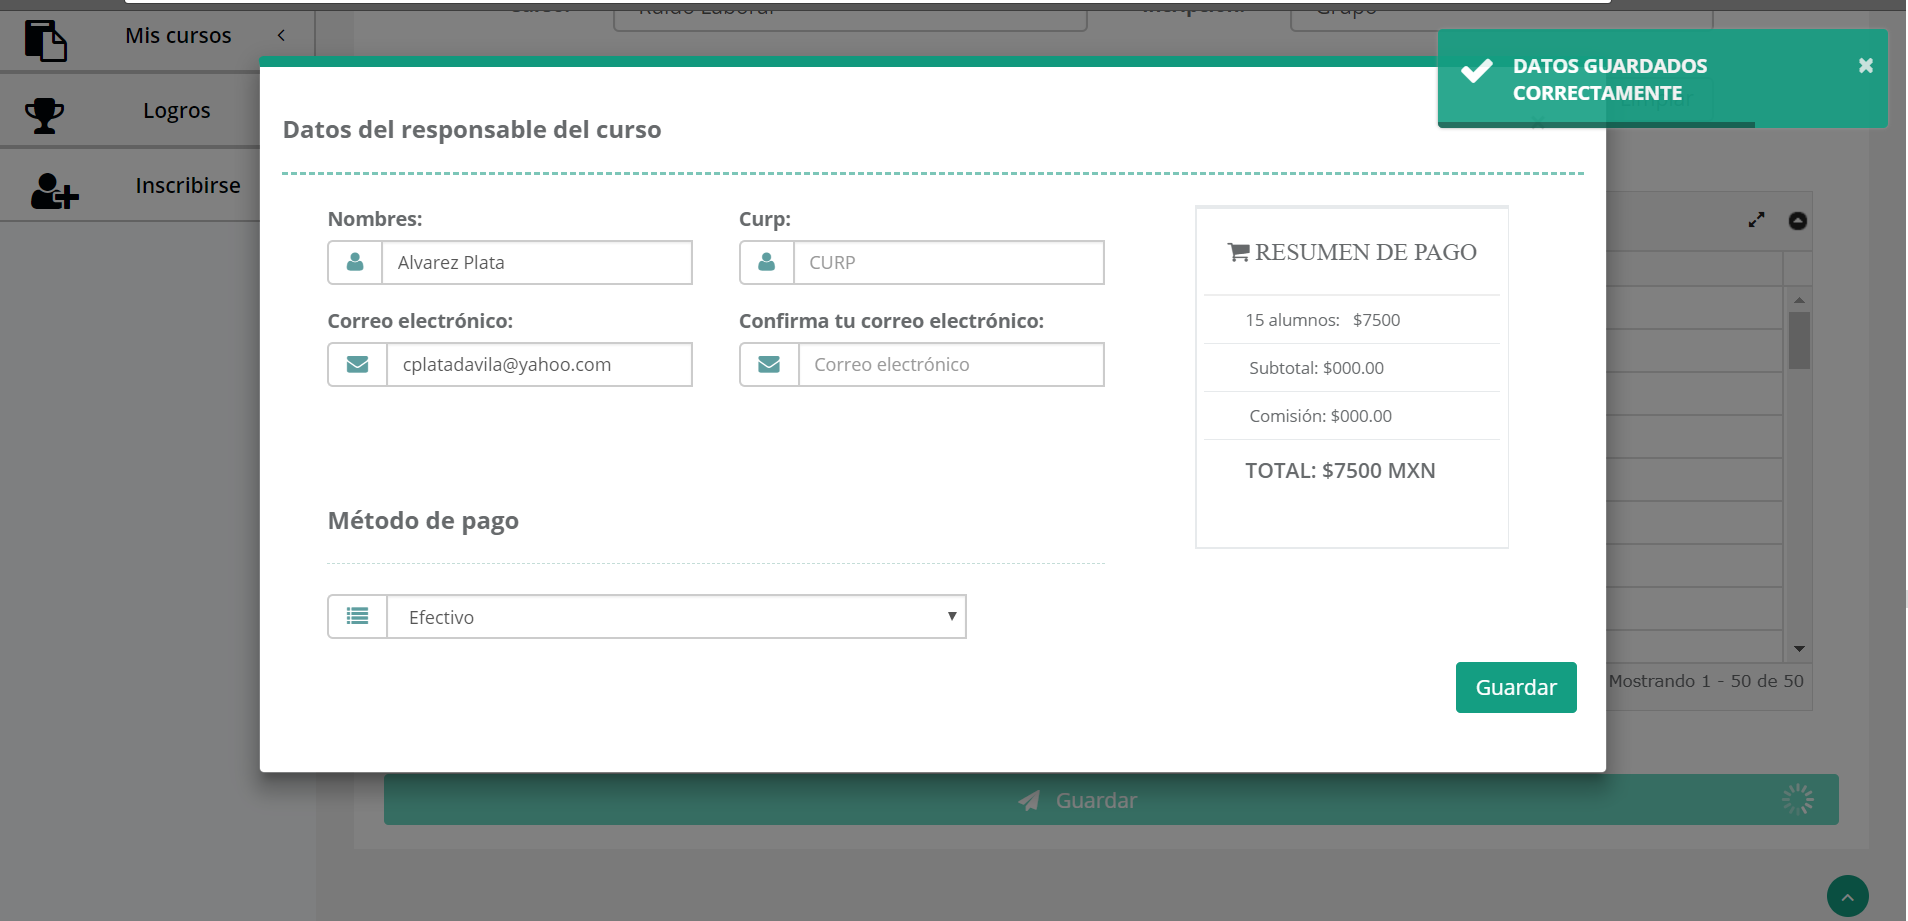 Mis cursos
Logros
Inscribirse
DATOS GUARDADOS
CORRECTAMENTE
Datos del responsable del curso
Nombres:
Curp:
Alvarez Plata
CURP
Correo electrónico:
Confirma tu correo electrónico:
cplatadavila@yahoo.com
Correo electrónico
RESUMEN DE PAGO
15 alumnos: $7500
Subtotal: $000.00
Comisión: $000.00
TOTAL: $7500 MXN
Método de pago
Efectivo
Guardar
Mostrando 1 - 50 de 50
Guardar